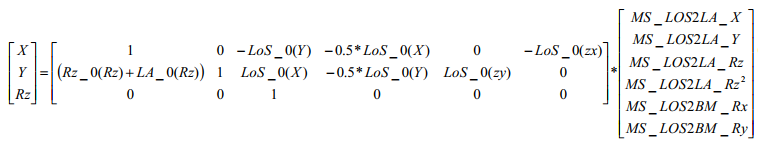 [X] = [1 0 -LoS_0(Y) -0.5*LoS_0(X) 0 -LoS_0(zx)] * [MS_LOS2LA_X]
[Y] [(Rz_0(Rz)+LA_0(Rz)) 1 LoS_0(X) -0.5*LoS_0(Y) LoS_0(zy) 0] [MS_LOS2LA_Y]
[Rz] [0 0 1 0 0 0] [MS_LOS2LA_Rz]
[MS_LOS2LA_Rz²]
[MS_LOS2BM_Rx]
[MS_LOS2BM_Ry]